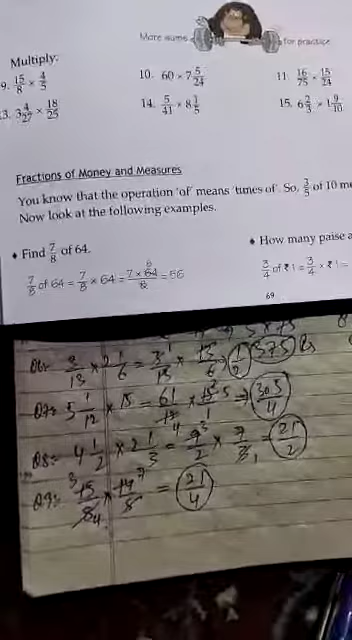 More sums for practice
Multiply.
9. 15/8 × 4/5 10. 60 × 7 5/24 11. 16/75 × 15/24
3. 3 4/27 × 18/25 14. 5/41 × 8 1/5 15. 6 2/3 × 1 9/10
Fractions of Money and Measures
You know that the operation 'of' means 'times of'. So, 3/5 of 10 me
Now look at the following examples.
♦ Find 7/8 of 64. ♦ How many paise a
7/8 of 64 = 7/8 × 64 = 7 × 64/8 = 56 3/4 of ₹ 1 = 3/4 × ₹ 1 =
69
Q6:- 3/13 × 2 1/6 = 3/13 × 13/6 = 1/2
Q7:- 5 1/12 × 15 = 61/12 × 15/1 = 305/4
Q8:- 4 1/2 × 2 1/3 = 9/2 × 7/3 = 21/2
Q9:- 15/8 × 14/5 = 21/4